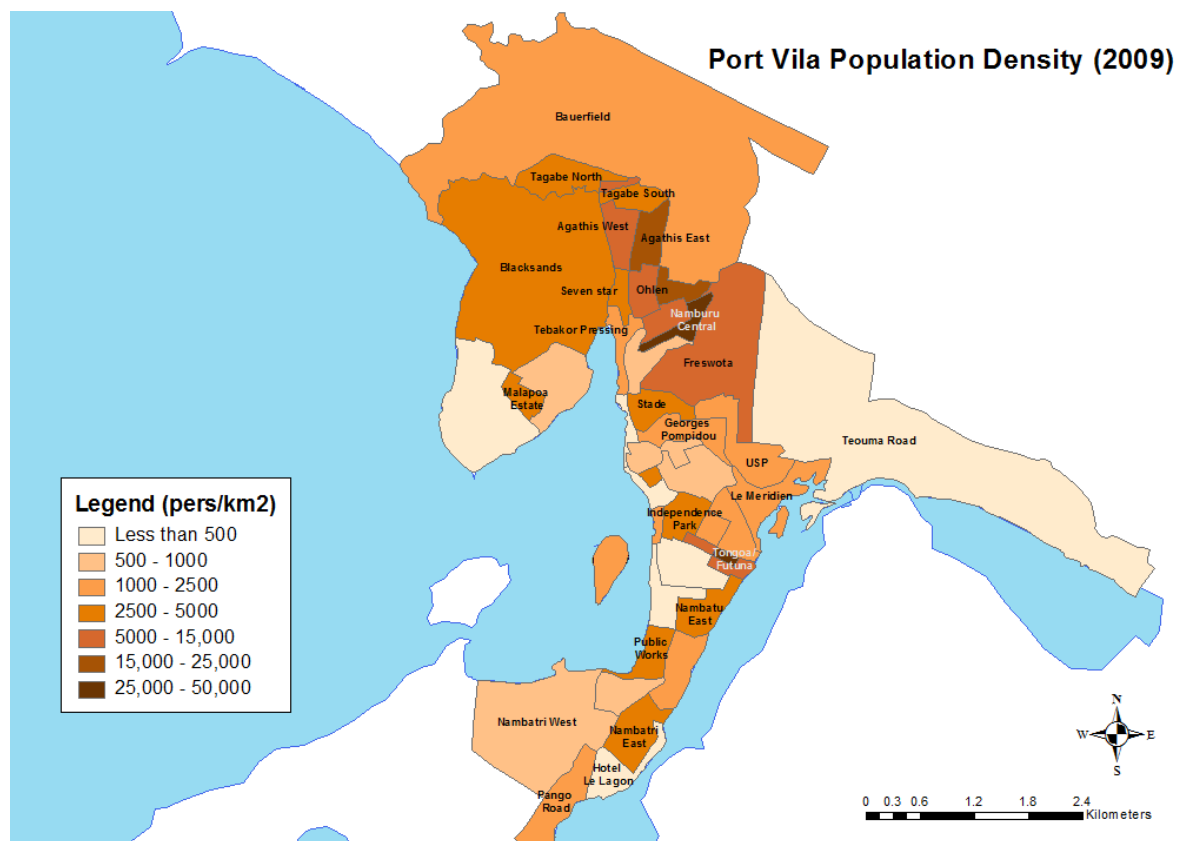 Port Vila Population Density (2009)
Bauerfield
Tagabe North
Tagabe South
Agathis West
Agathis East
Blacksands
Seven star
Ohlen
Namburu
Central
Tebakor Pressing
Freswota
Malapoa
Estate
Stade
Georges
Pompidou
Teouma Road
USP
Le Meridien
Independence
Park
Tongoa/
Futuna
Nambatu
East
Public
Works
Nambatri West
Nambatri
East
Hotel
Le Lagon
Pango
Road
Legend (pers/km2)
Less than 500
500 - 1000
1000 - 2500
2500 - 5000
5000 - 15,000
15,000 - 25,000
25,000 - 50,000
N
W E
S
0 0.3 0.6 1.2 1.8 2.4
Kilometers